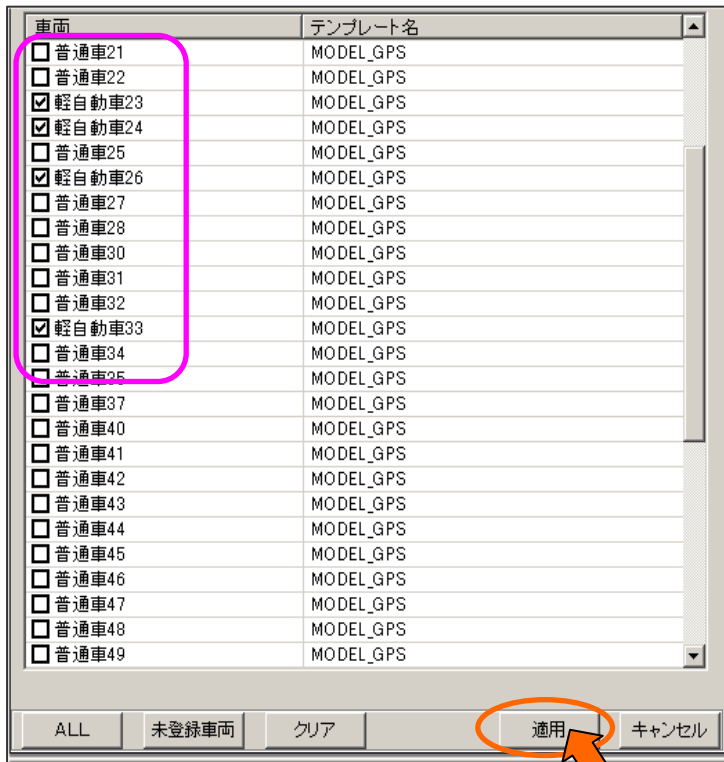 車両 テンプレート名
普通車21 MODEL_GPS
普通車22 MODEL_GPS
軽自動車23 MODEL_GPS
軽自動車24 MODEL_GPS
普通車25 MODEL_GPS
軽自動車26 MODEL_GPS
普通車27 MODEL_GPS
普通車28 MODEL_GPS
普通車30 MODEL_GPS
普通車31 MODEL_GPS
普通車32 MODEL_GPS
軽自動車33 MODEL_GPS
普通車34 MODEL_GPS
普通車35 MODEL_GPS
普通車37 MODEL_GPS
普通車40 MODEL_GPS
普通車41 MODEL_GPS
普通車42 MODEL_GPS
普通車43 MODEL_GPS
普通車44 MODEL_GPS
普通車45 MODEL_GPS
普通車46 MODEL_GPS
普通車47 MODEL_GPS
普通車48 MODEL_GPS
普通車49 MODEL_GPS
ALL 未登録車両 クリア 適用 キャンセル